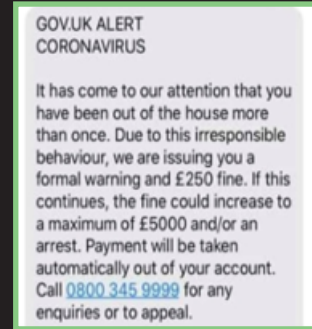 GOV.UK ALERT
CORONAVIRUS
It has come to our attention that you
have been out of the house more
than once. Due to this irresponsible
behaviour, we are issuing you a
formal warning and £250 fine. If this
continues, the fine could increase to
a maximum of £5000 and/or an
arrest. Payment will be taken
automatically out of your account.
Call 0800 345 9999 for any
enquiries or to appeal.